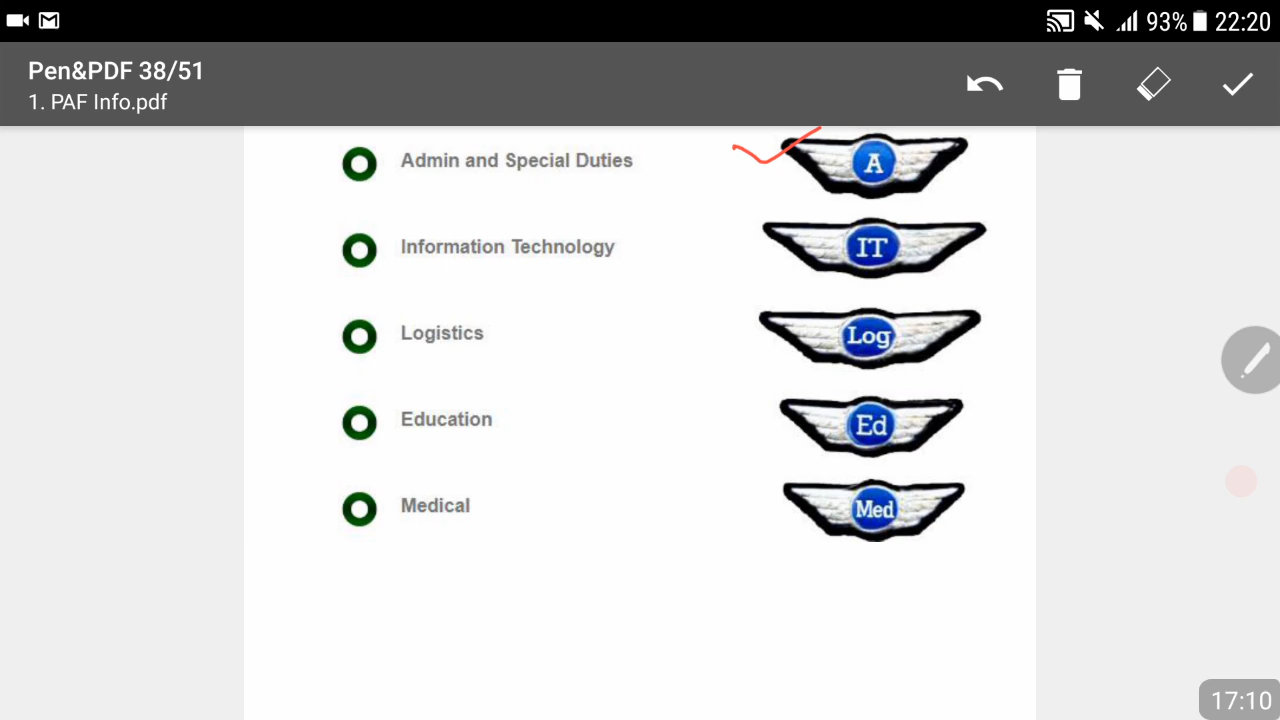 93% 22:20
Pen&PDF 38/51
1. PAF Info.pdf
Admin and Special Duties
A
Information Technology
IT
Logistics
Log
Education
Ed
Medical
Med
17:10